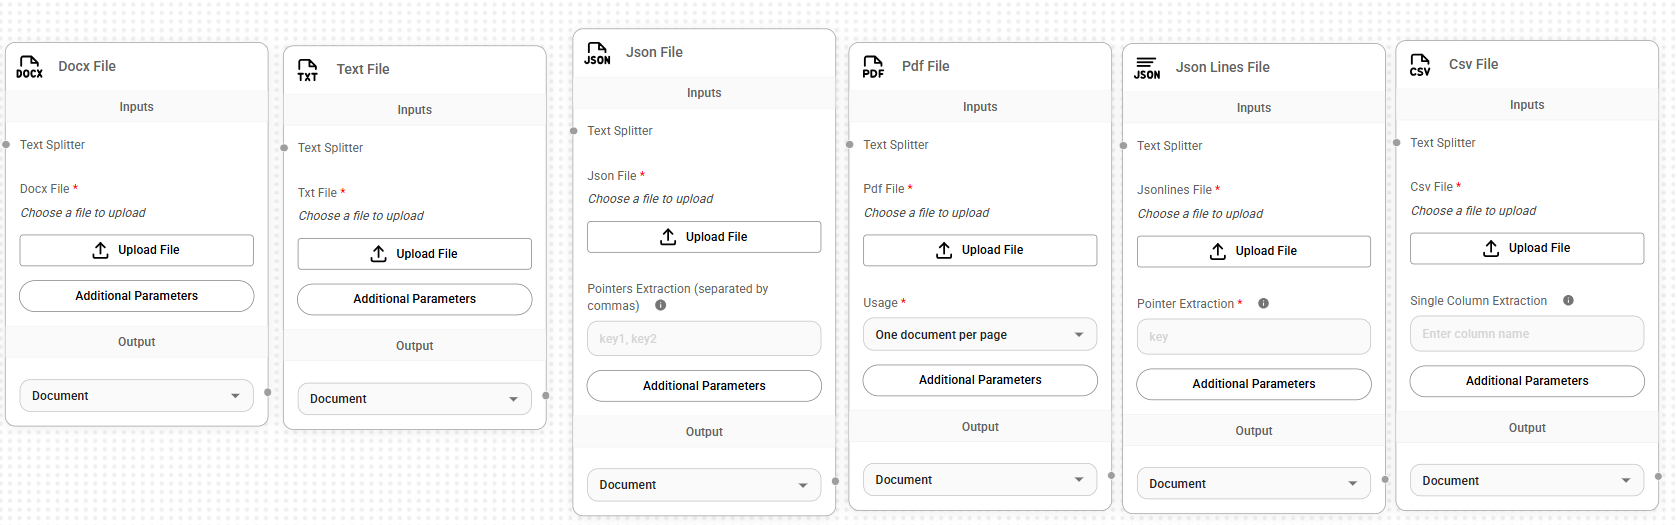 DOCX
Docx File
Inputs
Text Splitter
Docx File *
Choose a file to upload
Upload File
Additional Parameters
Output
Document
TXT
Text File
Inputs
Text Splitter
Txt File *
Choose a file to upload
Upload File
Additional Parameters
Output
Document
JSON
Json File
Inputs
Text Splitter
Json File *
Choose a file to upload
Upload File
Pointers Extraction (separated by
commas)
key1, key2
Additional Parameters
Output
Document
PDF
Pdf File
Inputs
Text Splitter
Pdf File *
Choose a file to upload
Upload File
Usage *
One document per page
Additional Parameters
Output
Document
JSON
Json Lines File
Inputs
Text Splitter
Jsonlines File *
Choose a file to upload
Upload File
Pointer Extraction *
key
Additional Parameters
Output
Document
CSV
Csv File
Inputs
Text Splitter
Csv File *
Choose a file to upload
Upload File
Single Column Extraction
Enter column name
Additional Parameters
Output
Document